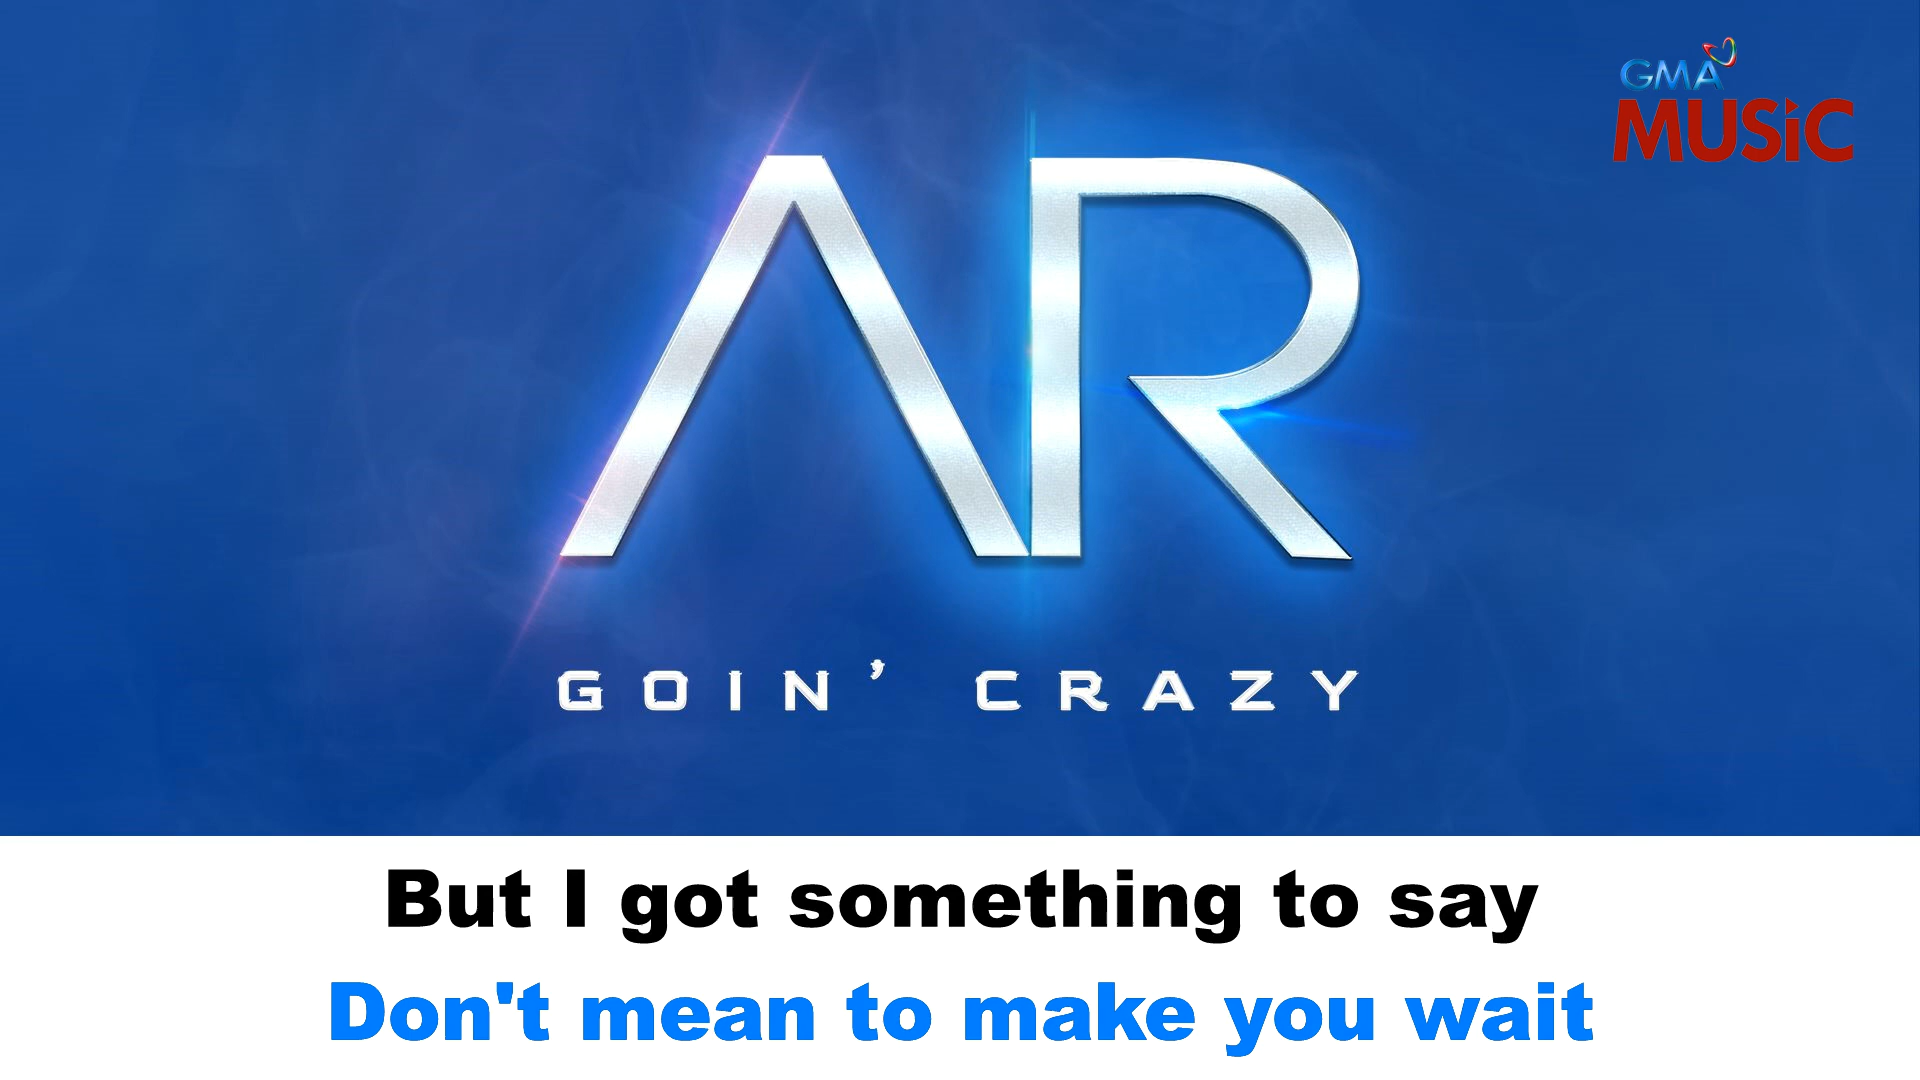 GMA
MUSiC
AR
GOIN’ CRAZY
But I got something to say
Don't mean to make you wait